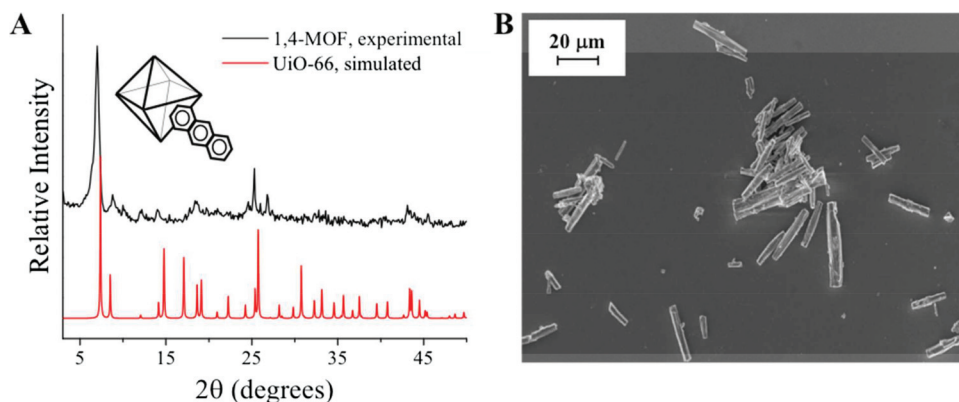 A
1,4-MOF, experimental
UiO-66, simulated
Relative Intensity
5 15 25 35 45
2θ (degrees)
B
20 μm